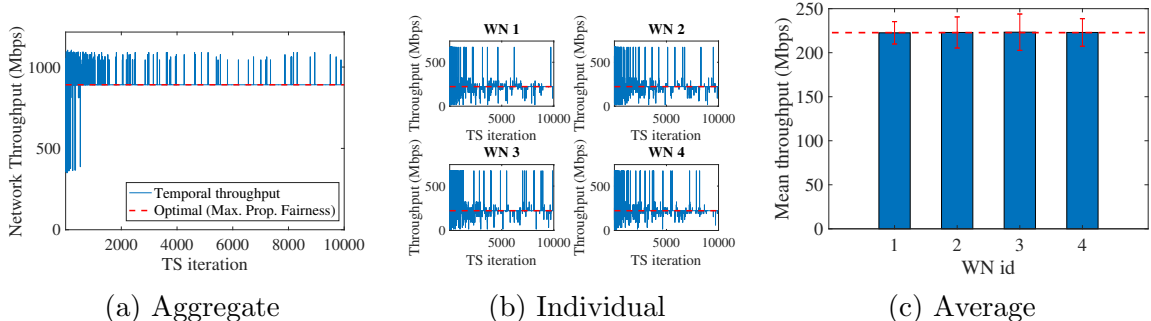 Network Throughput (Mbps)
1000
500
0
2000 4000 6000 8000 10000
TS iteration
Temporal throughput
Optimal (Max. Prop. Fairness)
(a) Aggregate
WN 1
Throughput (Mbps)
500
0
5000 10000
TS iteration
WN 2
Throughput (Mbps)
500
0
5000 10000
TS iteration
WN 3
Throughput (Mbps)
500
0
5000 10000
TS iteration
WN 4
Throughput (Mbps)
500
0
5000 10000
TS iteration
(b) Individual
Mean throughput (Mbps)
250
200
150
100
50
0
1 2 3 4
WN id
(c) Average